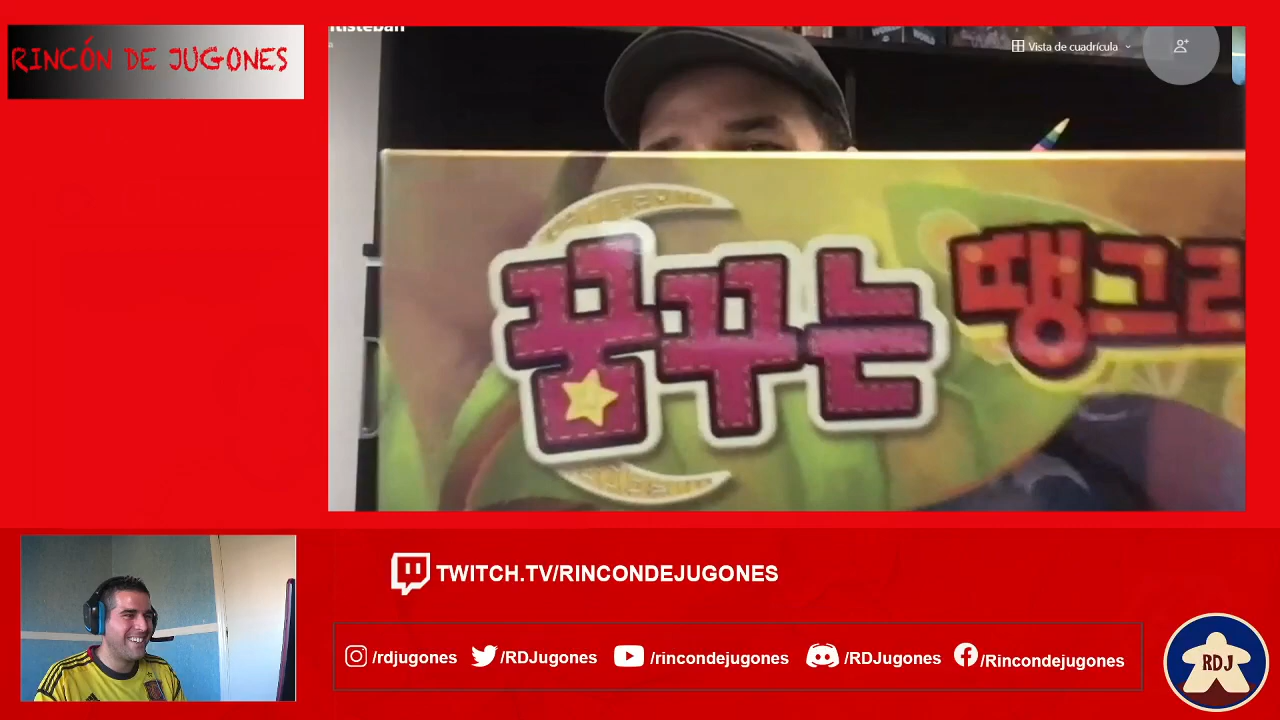 RINCÓN DE JUGONES
Vista de cuadrícula
꿈꾸는
땡그리
TWITCH.TV/RINCONDEJUGONES
/rdjugones
/RDJugones
/rincondejugones
/RDJugones
/Rincondejugones
RDJ